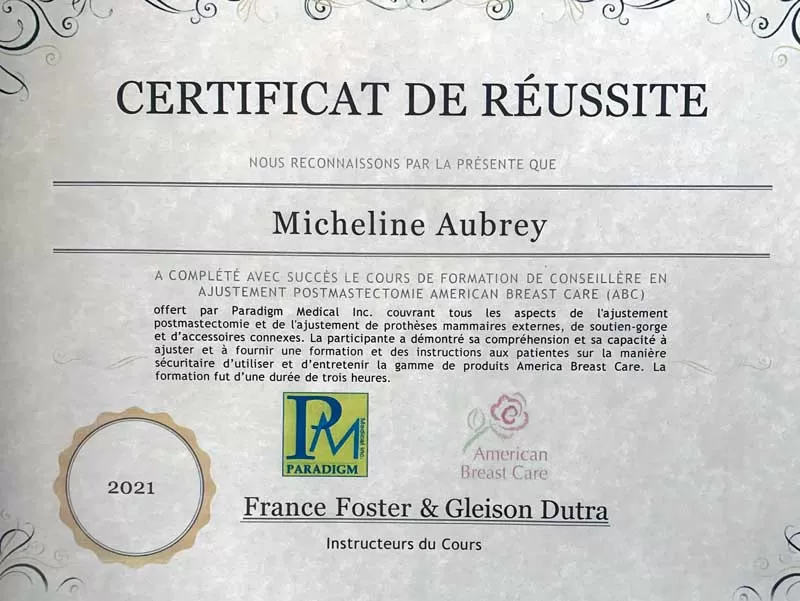 CERTIFICAT DE RÉUSSITE
NOUS RECONNAISSONS PAR LA PRÉSENTE QUE
Micheline Aubrey
A COMPLÉTÉ AVEC SUCCÈS LE COURS DE FORMATION DE CONSEILLÈRE EN
AJUSTEMENT POSTMASTECTOMIE AMERICAN BREAST CARE (ABC)
offert par Paradigm Medical Inc. couvrant tous les aspects de l'ajustement
postmastectomie et de l'ajustement de prothèses mammaires externes, de soutien-gorge
et d'accessoires connexes. La participante a démontré sa compréhension et sa capacité à
ajuster et à fournir une formation et des instructions aux patientes sur la manière
sécuritaire d'utiliser et d'entretenir la gamme de produits America Breast Care. La
formation fut d'une durée de trois heures.
PM
Medical Inc.
PARADIGM
American
Breast Care
2021
France Foster & Gleison Dutra
Instructeurs du Cours